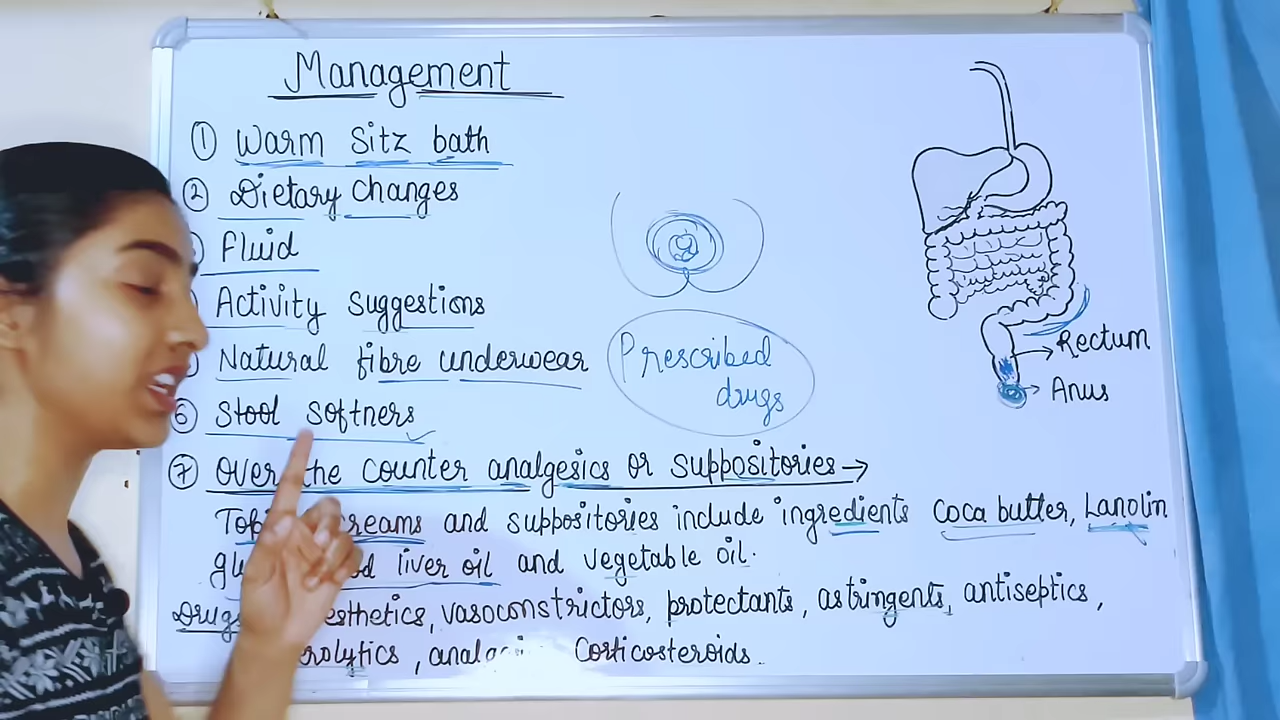 Management
① Warm Sitz bath
② Dietary Changes
Fluid
Activity Suggestions
Natural fibre underwear
⑥ Stool Softners
⑦ Over the Counter analgesics or Suppositories →
creams and suppositories include ingredients Coca butter, Lanolin
liver oil and vegetable oil.
vasoconstrictors, protectants, astringents, antiseptics,
Corticosteroids.
Prescribed
drugs
→ Rectum
→ Anus